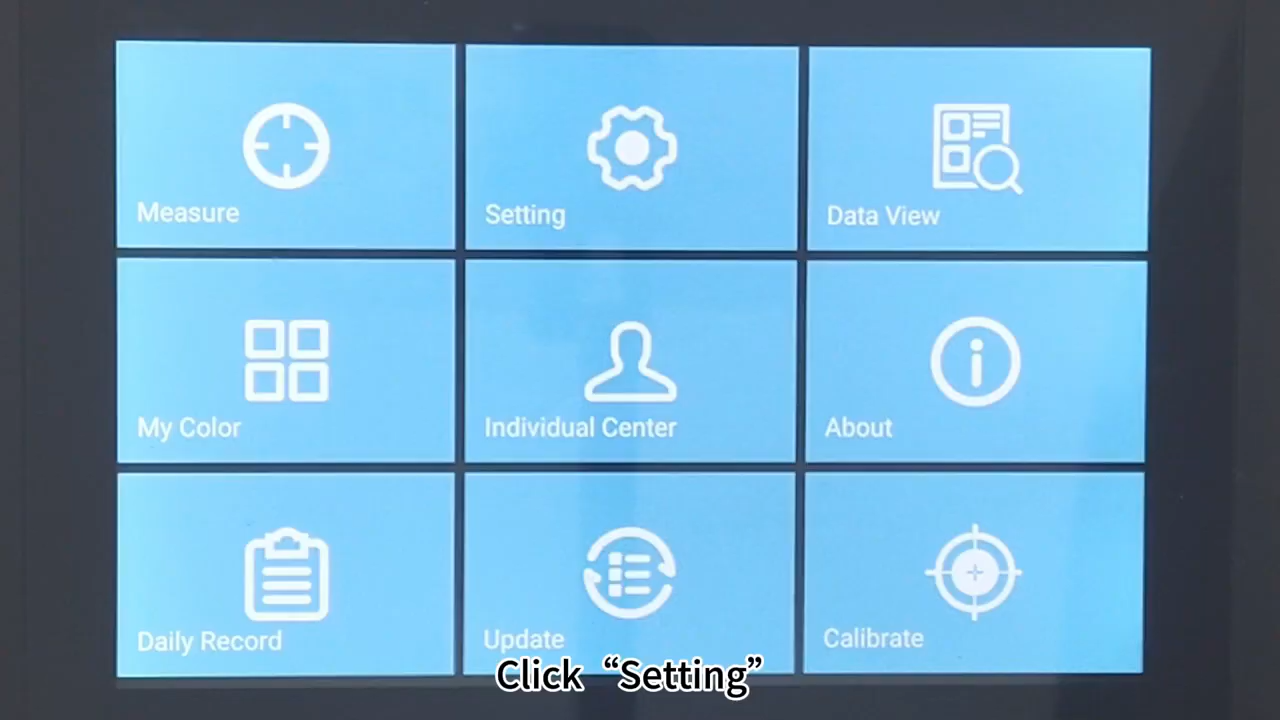 Measure
Setting
Data View
My Color
Individual Center
About
Daily Record
Update
Calibrate
Click “Setting”